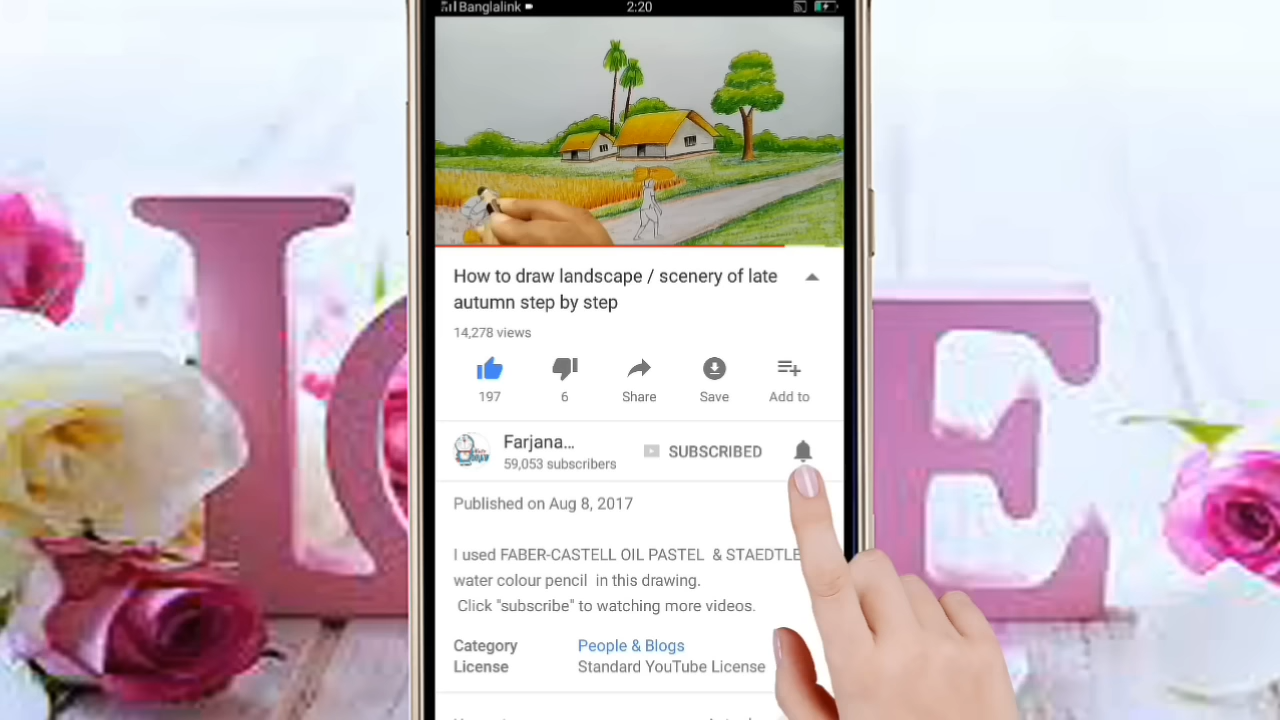 Banglalink
2:20
How to draw landscape / scenery of late
autumn step by step
14,278 views
197
6
Share
Save
Add to
Farjana...
59,053 subscribers
SUBSCRIBED
Published on Aug 8, 2017
I used FABER-CASTELL OIL PASTEL & STAEDTLE
water colour pencil in this drawing.
Click "subscribe" to watching more videos.
Category
People & Blogs
License
Standard YouTube License
E